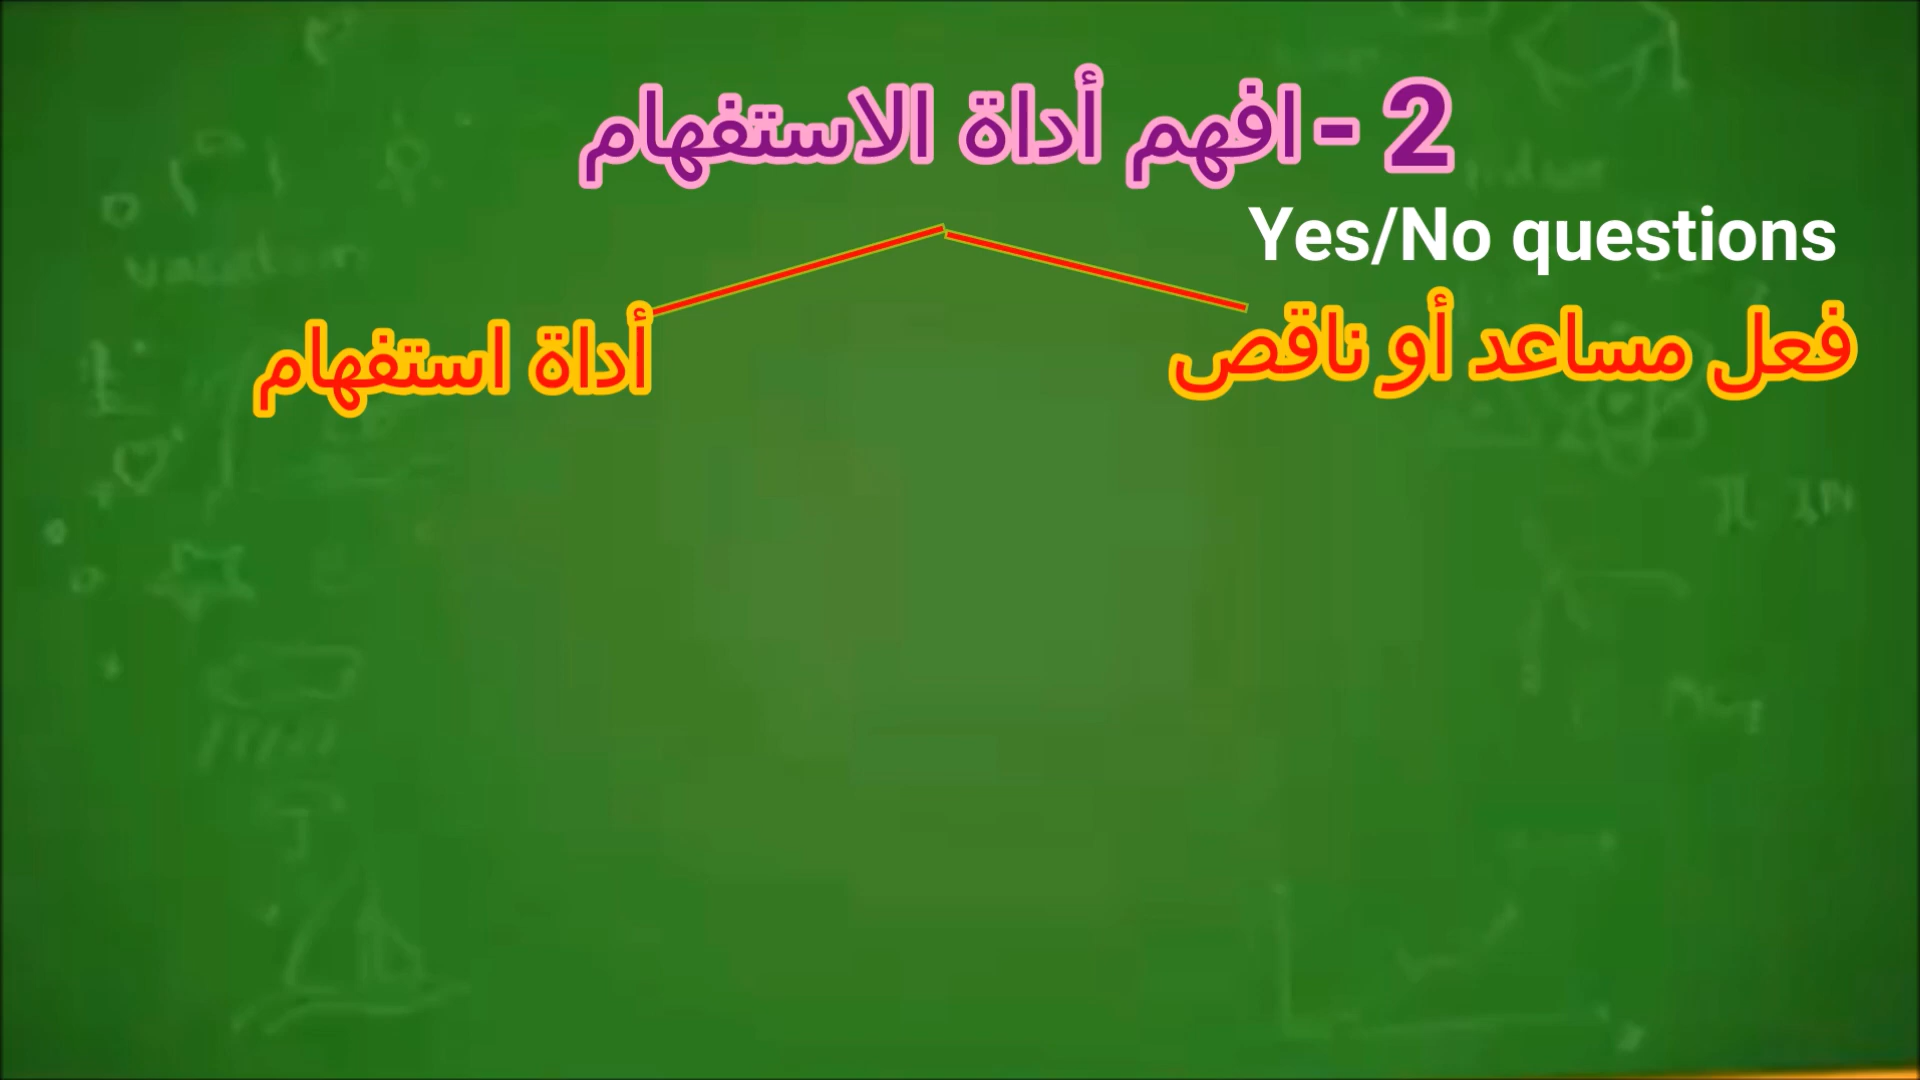 2 - افهم أداة الاستفهام
Yes/No questions
فعل مساعد أو ناقص
أداة استفهام